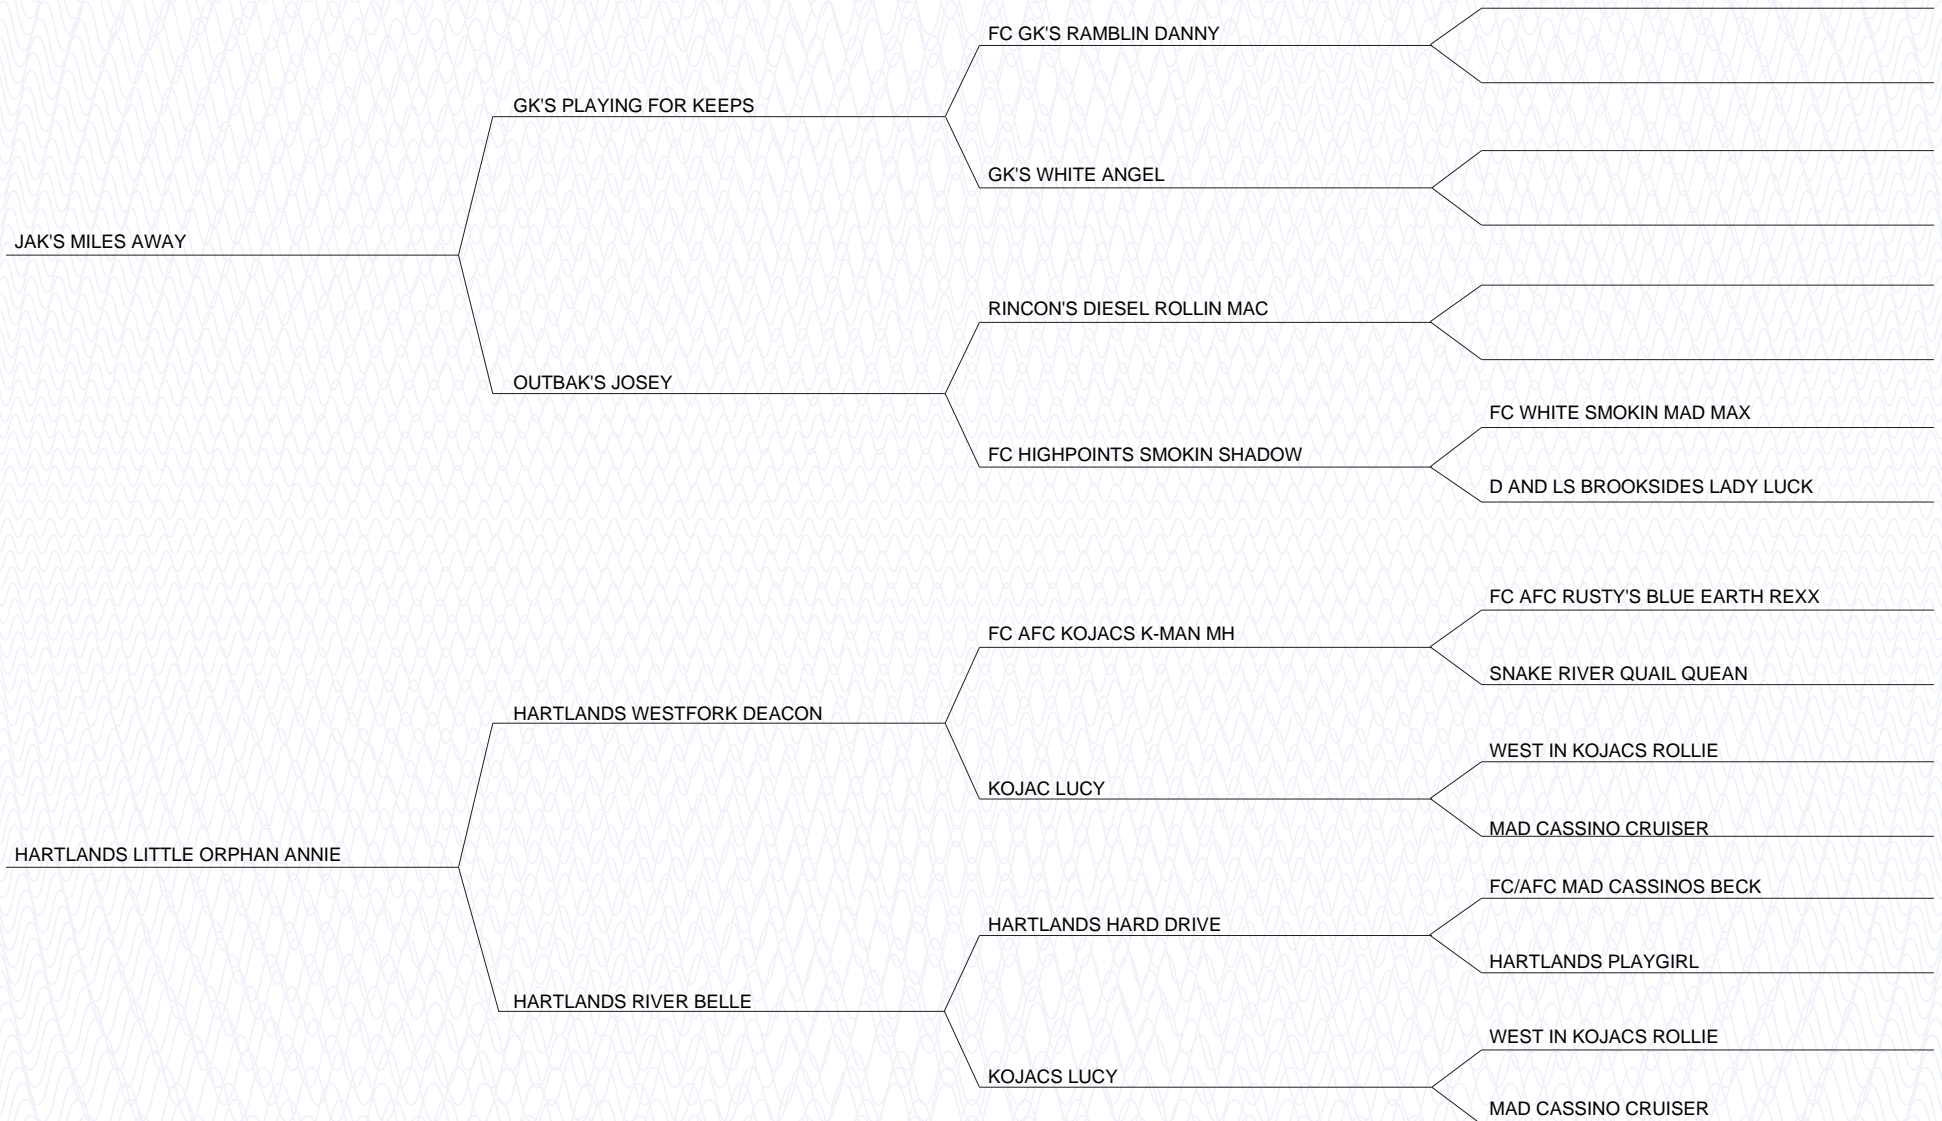 FC GK'S RAMBLIN DANNY
GK'S PLAYING FOR KEEPS
GK'S WHITE ANGEL
JAK'S MILES AWAY
RINCON'S DIESEL ROLLIN MAC
OUTBAK'S JOSEY
FC WHITE SMOKIN MAD MAX
FC HIGHPOINTS SMOKIN SHADOW
D AND LS BROOKSIDES LADY LUCK
FC AFC RUSTY'S BLUE EARTH REXX
FC AFC KOJACS K-MAN MH
SNAKE RIVER QUAIL QUEAN
HARTLANDS WESTFORK DEACON
WEST IN KOJACS ROLLIE
KOJAC LUCY
MAD CASSINO CRUISER
HARTLANDS LITTLE ORPHAN ANNIE
FC/AFC MAD CASSINOS BECK
HARTLANDS HARD DRIVE
HARTLANDS PLAYGIRL
HARTLANDS RIVER BELLE
WEST IN KOJACS ROLLIE
KOJACS LUCY
MAD CASSINO CRUISER